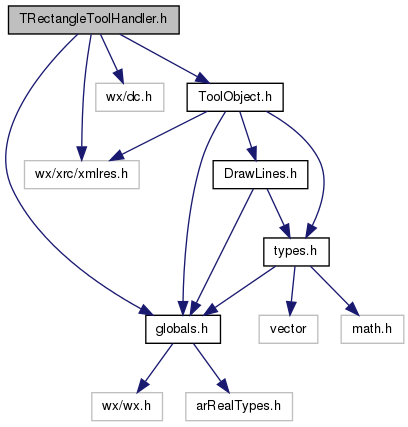 TRectangleToolHandler.h
wx/dc.h
ToolObject.h
wx/xrc/xmlres.h
DrawLines.h
types.h
globals.h
vector
math.h
wx/wx.h
arRealTypes.h